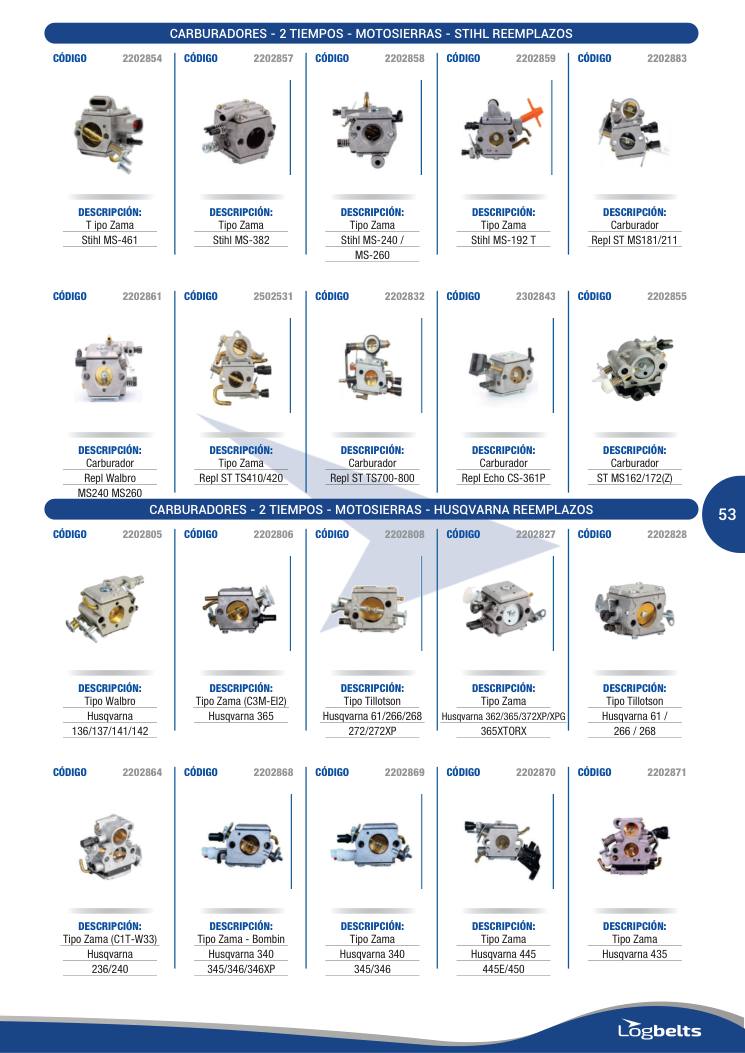 CARBURADORES - 2 TIEMPOS - MOTOSIERRAS - STIHL REEMPLAZOS
CÓDIGO 2202854
DESCRIPCIÓN:
T ipo Zama
Stihl MS-461
CÓDIGO 2202857
DESCRIPCIÓN:
Tipo Zama
Stihl MS-382
CÓDIGO 2202858
DESCRIPCIÓN:
Tipo Zama
Stihl MS-240 /
MS-260
CÓDIGO 2202859
DESCRIPCIÓN:
Tipo Zama
Stihl MS-192 T
CÓDIGO 2202883
DESCRIPCIÓN:
Carburador
Repl ST MS181/211
CÓDIGO 2202861
DESCRIPCIÓN:
Carburador
Repl Walbro
MS240 MS260
CÓDIGO 2502531
DESCRIPCIÓN:
Tipo Zama
Repl ST TS410/420
CÓDIGO 2202832
DESCRIPCIÓN:
Carburador
Repl ST TS700-800
CÓDIGO 2302843
DESCRIPCIÓN:
Carburador
Repl Echo CS-361P
CÓDIGO 2202855
DESCRIPCIÓN:
Carburador
ST MS162/172(Z)
CARBURADORES - 2 TIEMPOS - MOTOSIERRAS - HUSQVARNA REEMPLAZOS
53
CÓDIGO 2202805
DESCRIPCIÓN:
Tipo Walbro
Husqvarna
136/137/141/142
CÓDIGO 2202806
DESCRIPCIÓN:
Tipo Zama (C3M-EI2)
Husqvarna 365
CÓDIGO 2202808
DESCRIPCIÓN:
Tipo Tillotson
Husqvarna 61/266/268
272/272XP
CÓDIGO 2202827
DESCRIPCIÓN:
Tipo Zama
Husqvarna 362/365/372XP/XPG
365XTORX
CÓDIGO 2202828
DESCRIPCIÓN:
Tipo Tillotson
Husqvarna 61 /
266 / 268
CÓDIGO 2202864
DESCRIPCIÓN:
Tipo Zama (C1T-W33)
Husqvarna
236/240
CÓDIGO 2202868
DESCRIPCIÓN:
Tipo Zama - Bombin
Husqvarna 340
345/346/346XP
CÓDIGO 2202869
DESCRIPCIÓN:
Tipo Zama
Husqvarna 340
345/346
CÓDIGO 2202870
DESCRIPCIÓN:
Tipo Zama
Husqvarna 445
445E/450
CÓDIGO 2202871
DESCRIPCIÓN:
Tipo Zama
Husqvarna 435
Logbelts